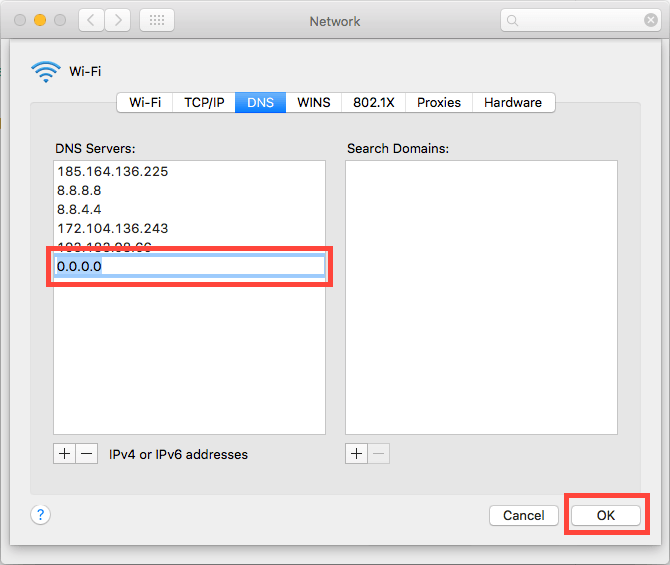 Network
Wi-Fi
Wi-Fi TCP/IP DNS WINS 802.1X Proxies Hardware
DNS Servers: Search Domains:
185.164.136.225
8.8.8.8
8.8.4.4
172.104.136.243
0.0.0.0
+ − IPv4 or IPv6 addresses + −
? Cancel OK